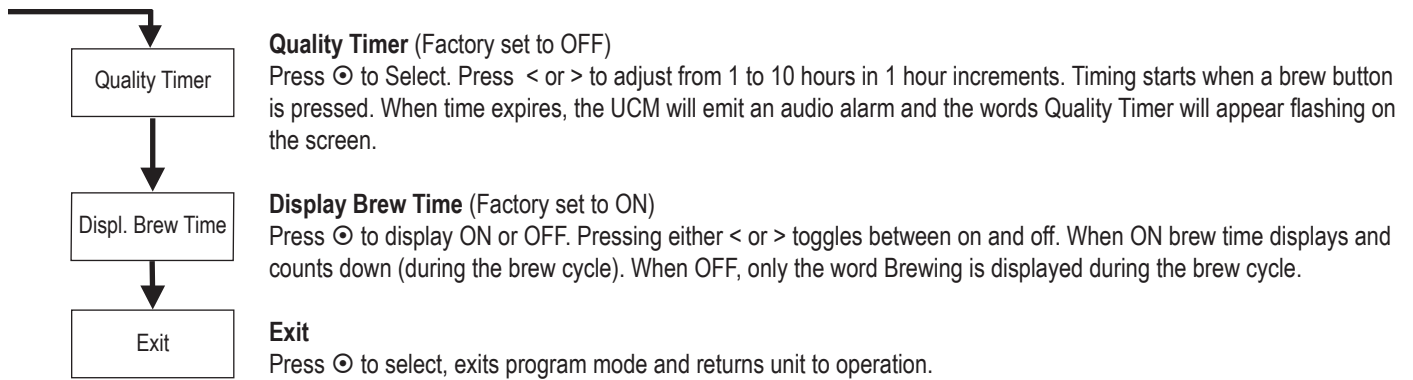 Quality Timer
Quality Timer (Factory set to OFF)
Press ⊙ to Select. Press < or > to adjust from 1 to 10 hours in 1 hour increments. Timing starts when a brew button
is pressed. When time expires, the UCM will emit an audio alarm and the words Quality Timer will appear flashing on
the screen.
Displ. Brew Time
Display Brew Time (Factory set to ON)
Press ⊙ to display ON or OFF. Pressing either < or > toggles between on and off. When ON brew time displays and
counts down (during the brew cycle). When OFF, only the word Brewing is displayed during the brew cycle.
Exit
Exit
Press ⊙ to select, exits program mode and returns unit to operation.